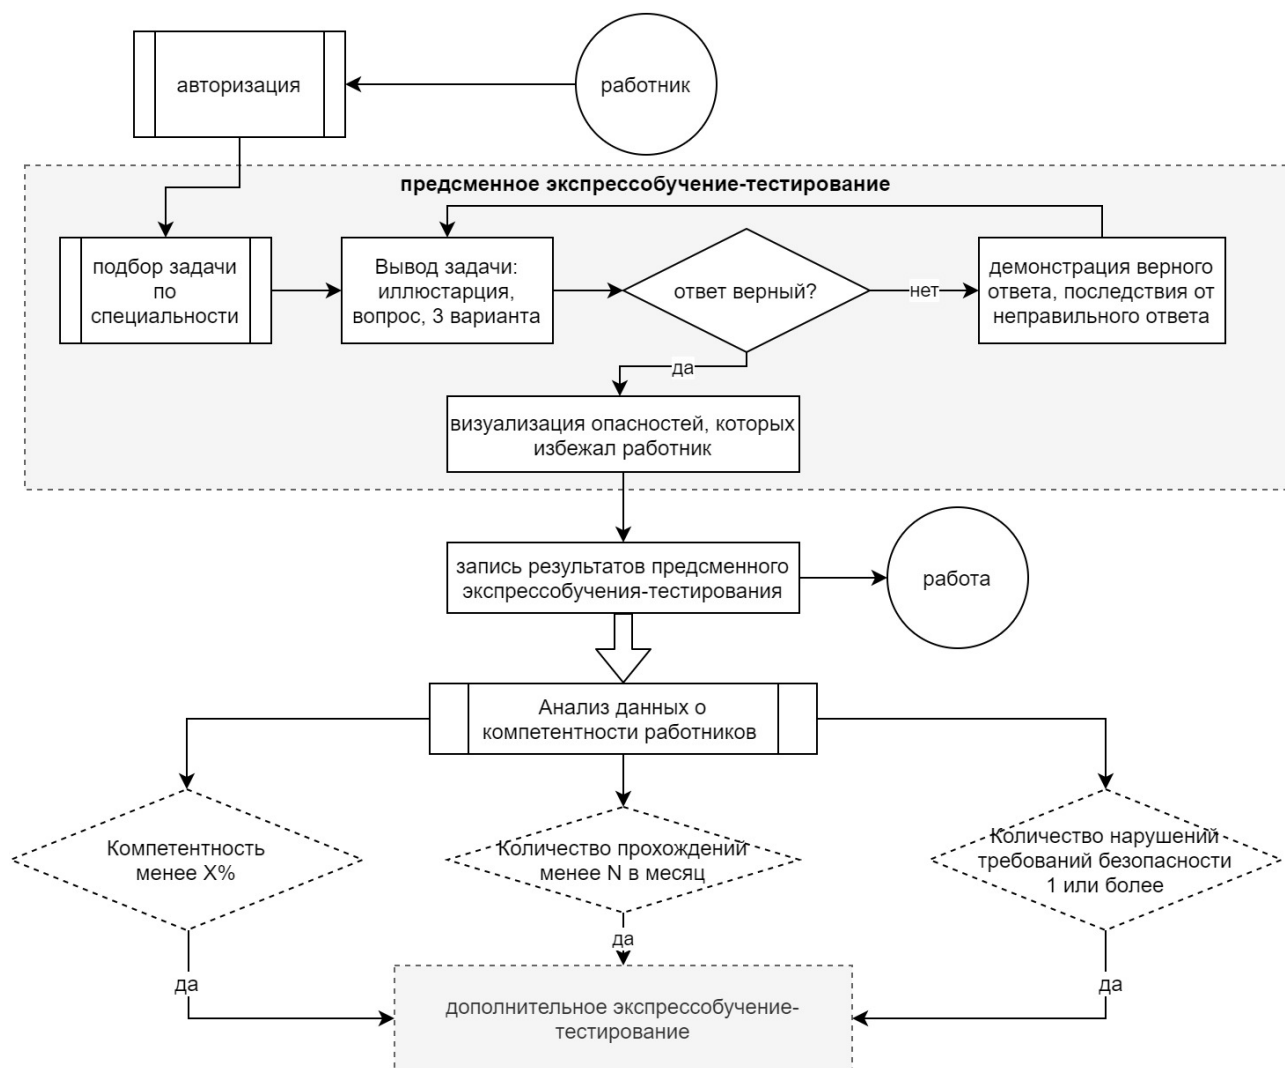 авторизация
работник
предсменное экспрессобучение-тестирование
подбор задачи
по
специальности
Вывод задачи:
иллюстарция,
вопрос, 3 варианта
ответ верный?
нет
демонстрация верного
ответа, последствия от
неправильного ответа
да
визуализация опасностей, которых
избежал работник
запись результатов предсменного
экспрессобучения-тестирования
работа
Анализ данных о
компетентности работников
Компетентность
менее X%
Количество прохождений
менее N в месяц
Количество нарушений
требований безопасности
1 или более
да
да
да
дополнительное экспрессобучение-
тестирование